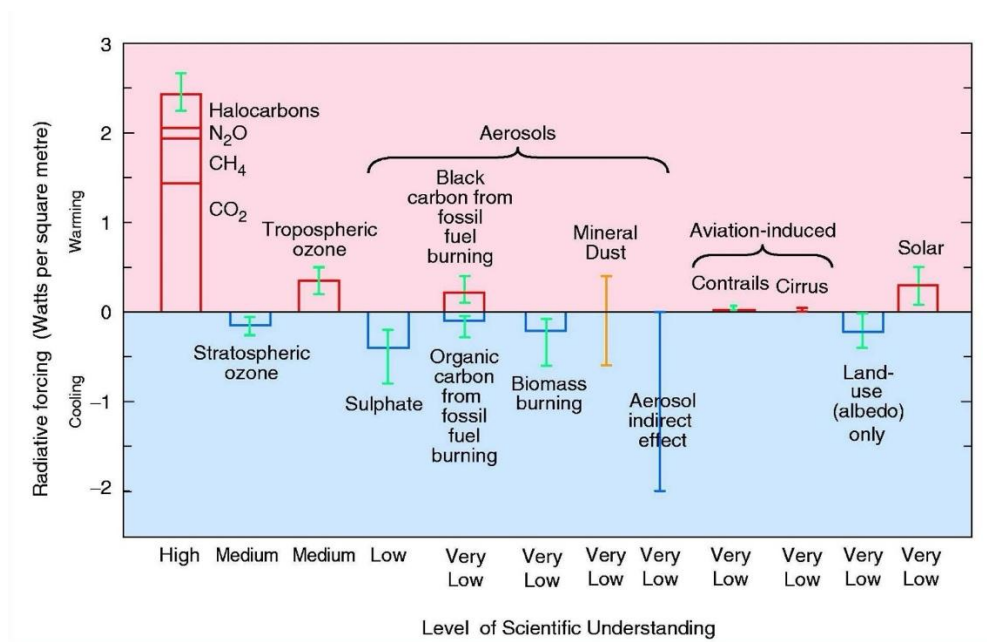 3
2
1
0
−1
−2
Radiative forcing (Watts per square metre)
Warming
Cooling
Halocarbons
N₂O
CH₄
CO₂
Stratospheric
ozone
Tropospheric
ozone
Aerosols
Sulphate
Black
carbon from
fossil
fuel
burning
Organic
carbon
from
fossil
fuel
burning
Biomass
burning
Mineral
Dust
Aerosol
indirect
effect
Aviation-induced
Contrails
Cirrus
Land-
use
(albedo)
only
Solar
High
Medium
Medium
Low
Very
Low
Very
Low
Very
Low
Very
Low
Very
Low
Very
Low
Very
Low
Very
Low
Level of Scientific Understanding